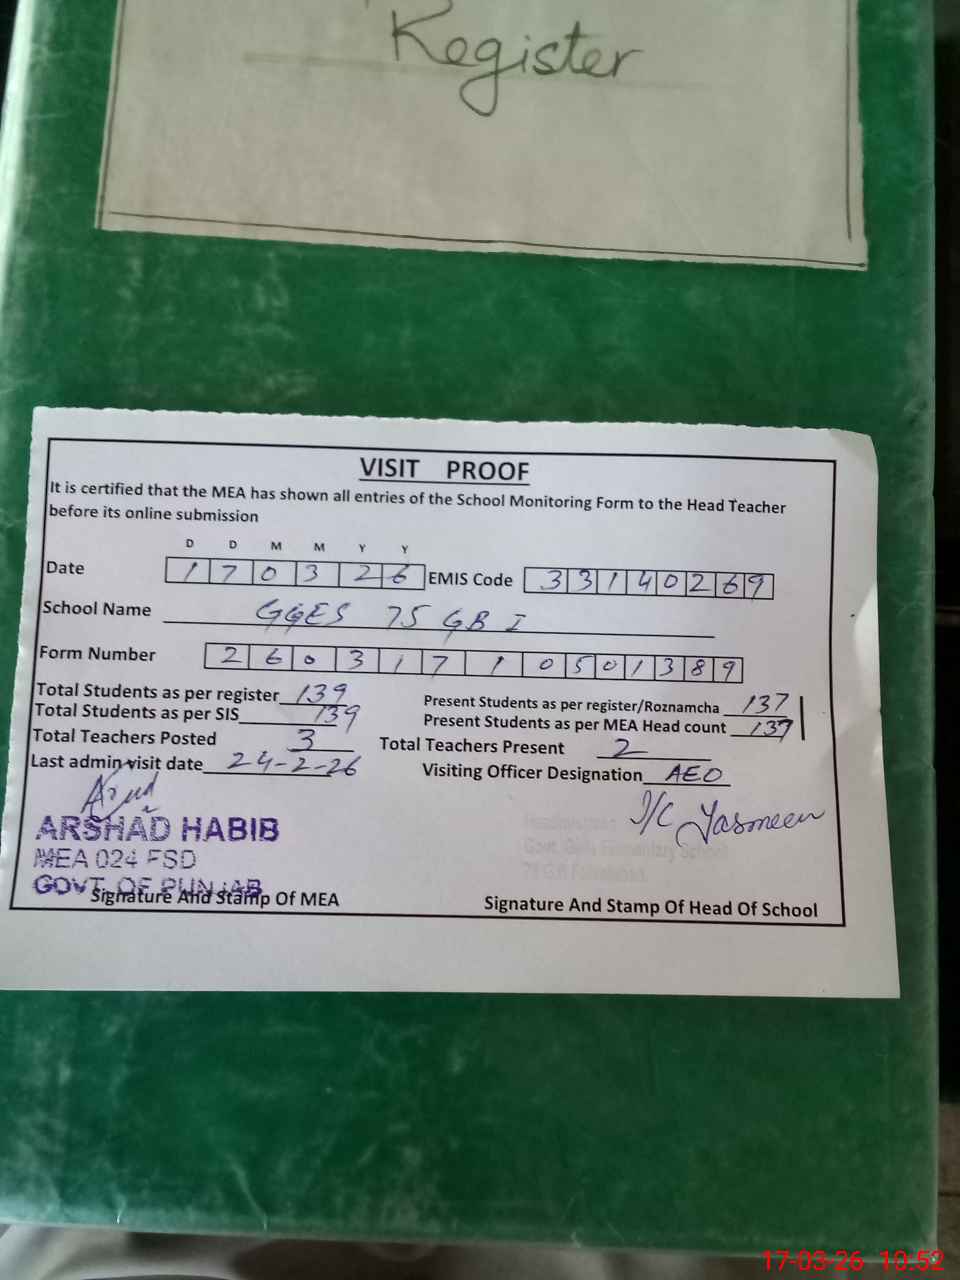 Register
VISIT PROOF
It is certified that the MEA has shown all entries of the School Monitoring Form to the Head Teacher
before its online submission
D D M M Y Y
Date 1 7 0 3 2 6 EMIS Code 3 3 1 4 0 2 6 9
School Name GGES 75 GB I
Form Number 2 6 0 3 1 7 1 0 5 0 1 3 8 9
Total Students as per register 139 Present Students as per register/Roznamcha 137
Total Students as per SIS 139 Present Students as per MEA Head count 137
Total Teachers Posted 3 Total Teachers Present 2
Last admin visit date 24-2-26 Visiting Officer Designation AEO
I/C Yasmeen
ARSHAD HABIB
MEA 024 FSD
Govt. Girls Elementary School
GOVT. OF PUNJAB
Signature And Stamp Of MEA Signature And Stamp Of Head Of School
17-03-26 10:52